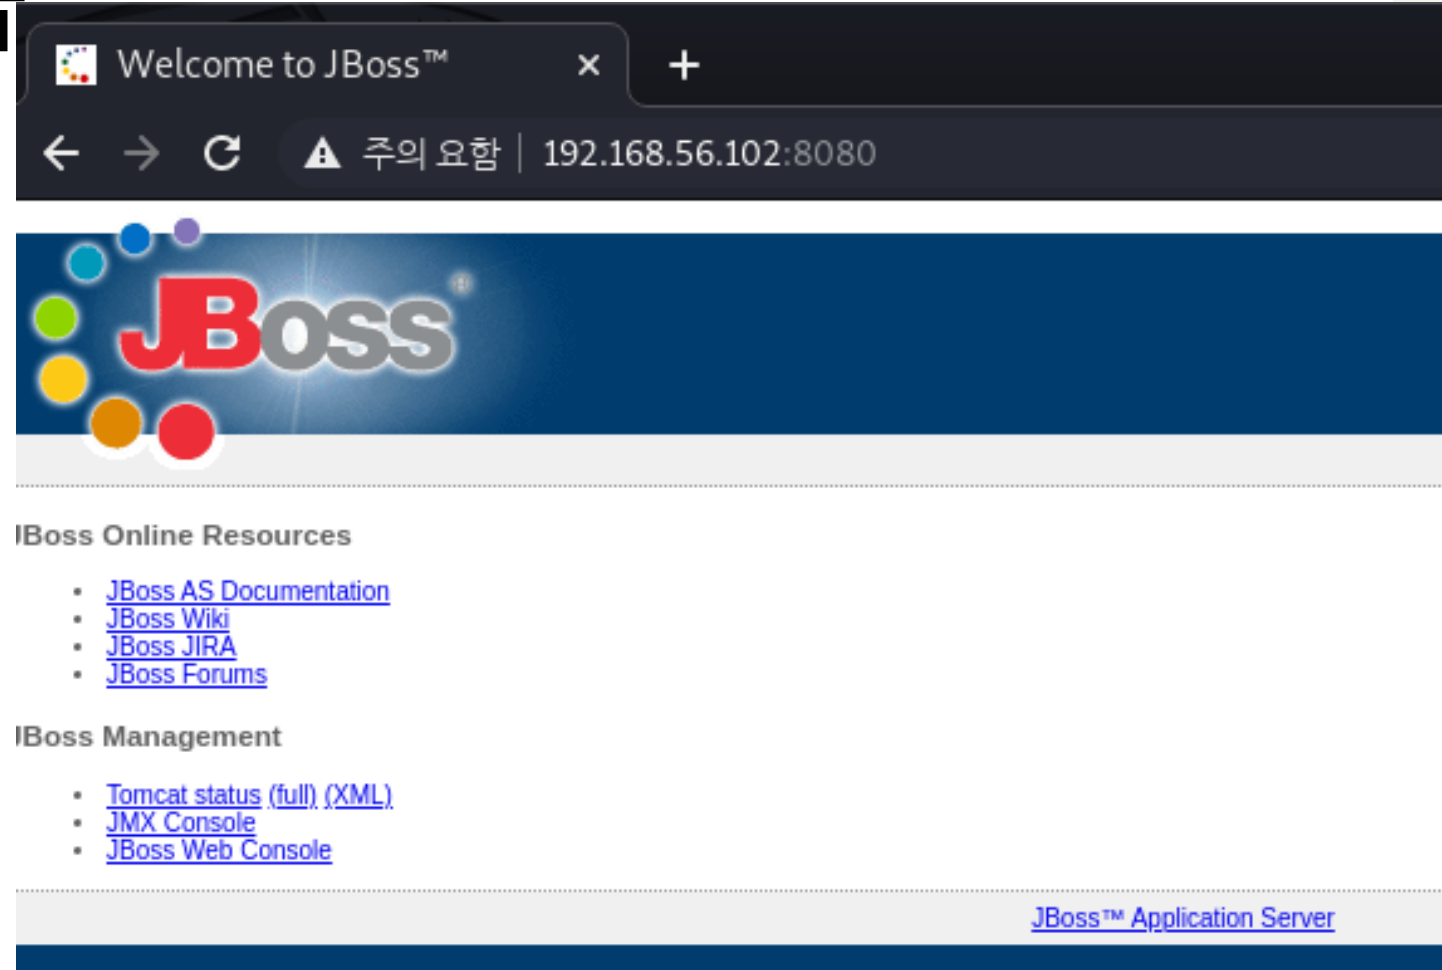 Welcome to JBoss™
주의 요함 192.168.56.102:8080
JBoss®
JBoss Online Resources
JBoss AS Documentation
JBoss Wiki
JBoss JIRA
JBoss Forums
JBoss Management
Tomcat status (full) (XML)
JMX Console
JBoss Web Console
JBoss™ Application Server